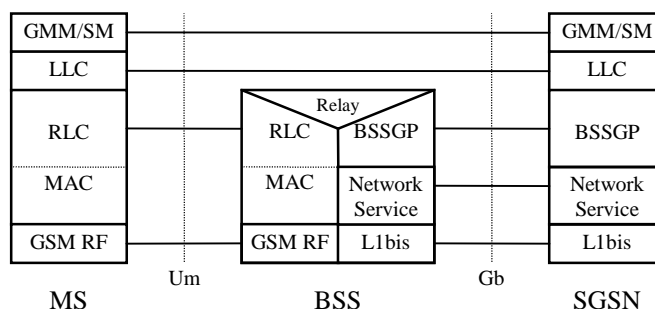 GMM/SM
GMM/SM
LLC
LLC
Relay
RLC
RLC
BSSGP
BSSGP
MAC
MAC
Network
Service
Network
Service
GSM RF
GSM RF
L1bis
L1bis
Um
Gb
MS
BSS
SGSN